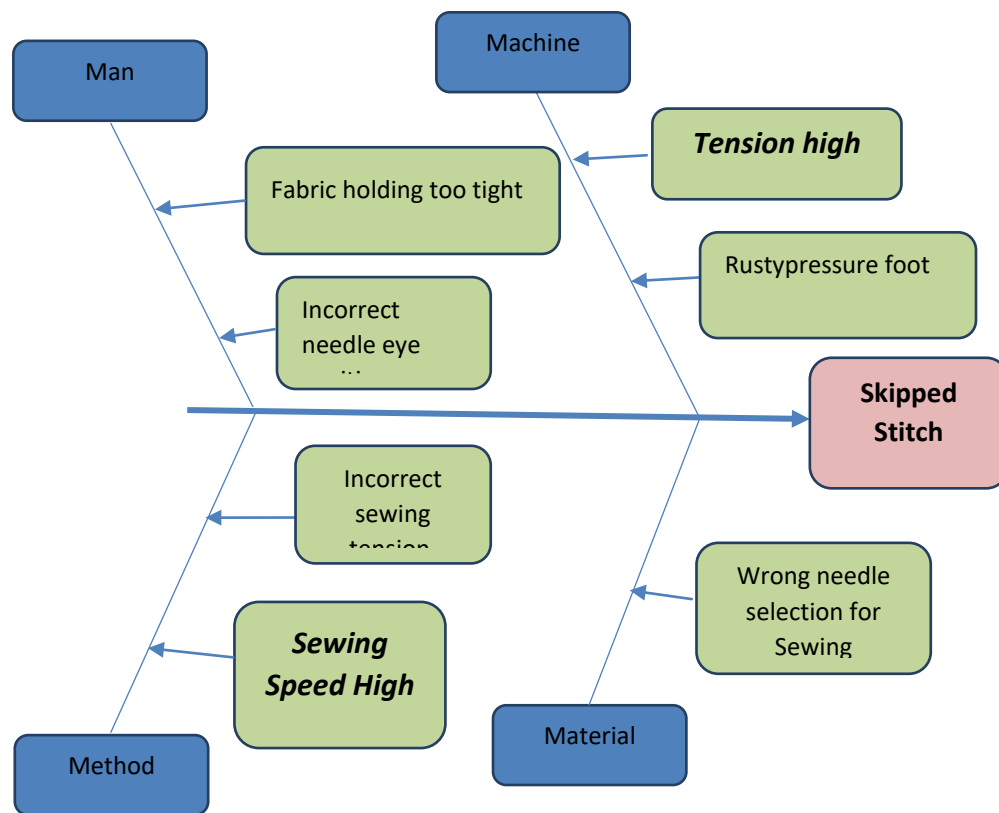 Machine
Man
Tension high
Fabric holding too tight
Rustypressure foot
Incorrect
needle eye
Skipped
Stitch
Incorrect
sewing
tension
Wrong needle
selection for
Sewing
Sewing
Speed High
Material
Method